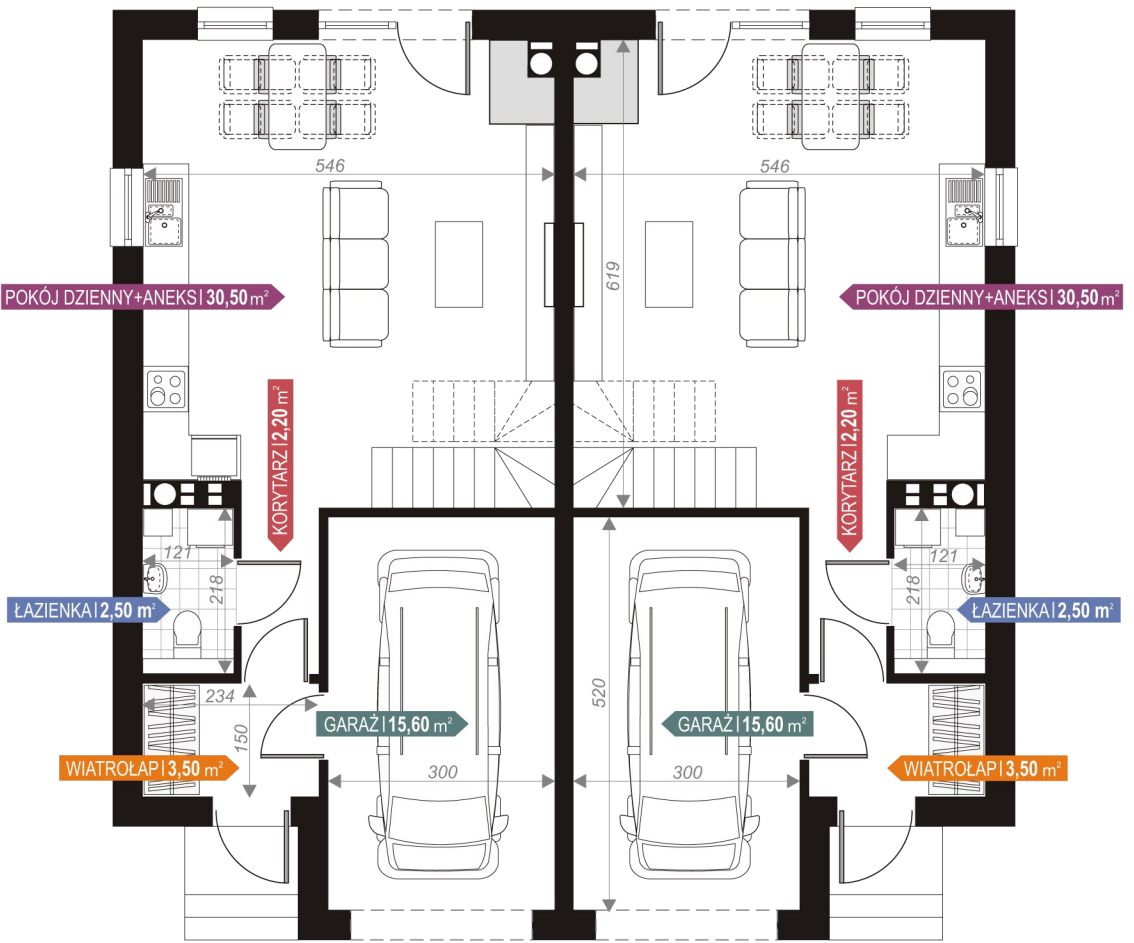 546
546
619
POKÓJ DZIENNY+ANEKS | 30,50 m²
POKÓJ DZIENNY+ANEKS | 30,50 m²
KORYTARZ | 2,20 m²
KORYTARZ | 2,20 m²
121
218
121
218
ŁAZIENKA | 2,50 m²
ŁAZIENKA | 2,50 m²
234
150
520
GARAŻ | 15,60 m²
GARAŻ | 15,60 m²
WIATROŁAP | 3,50 m²
300
300
WIATROŁAP | 3,50 m²